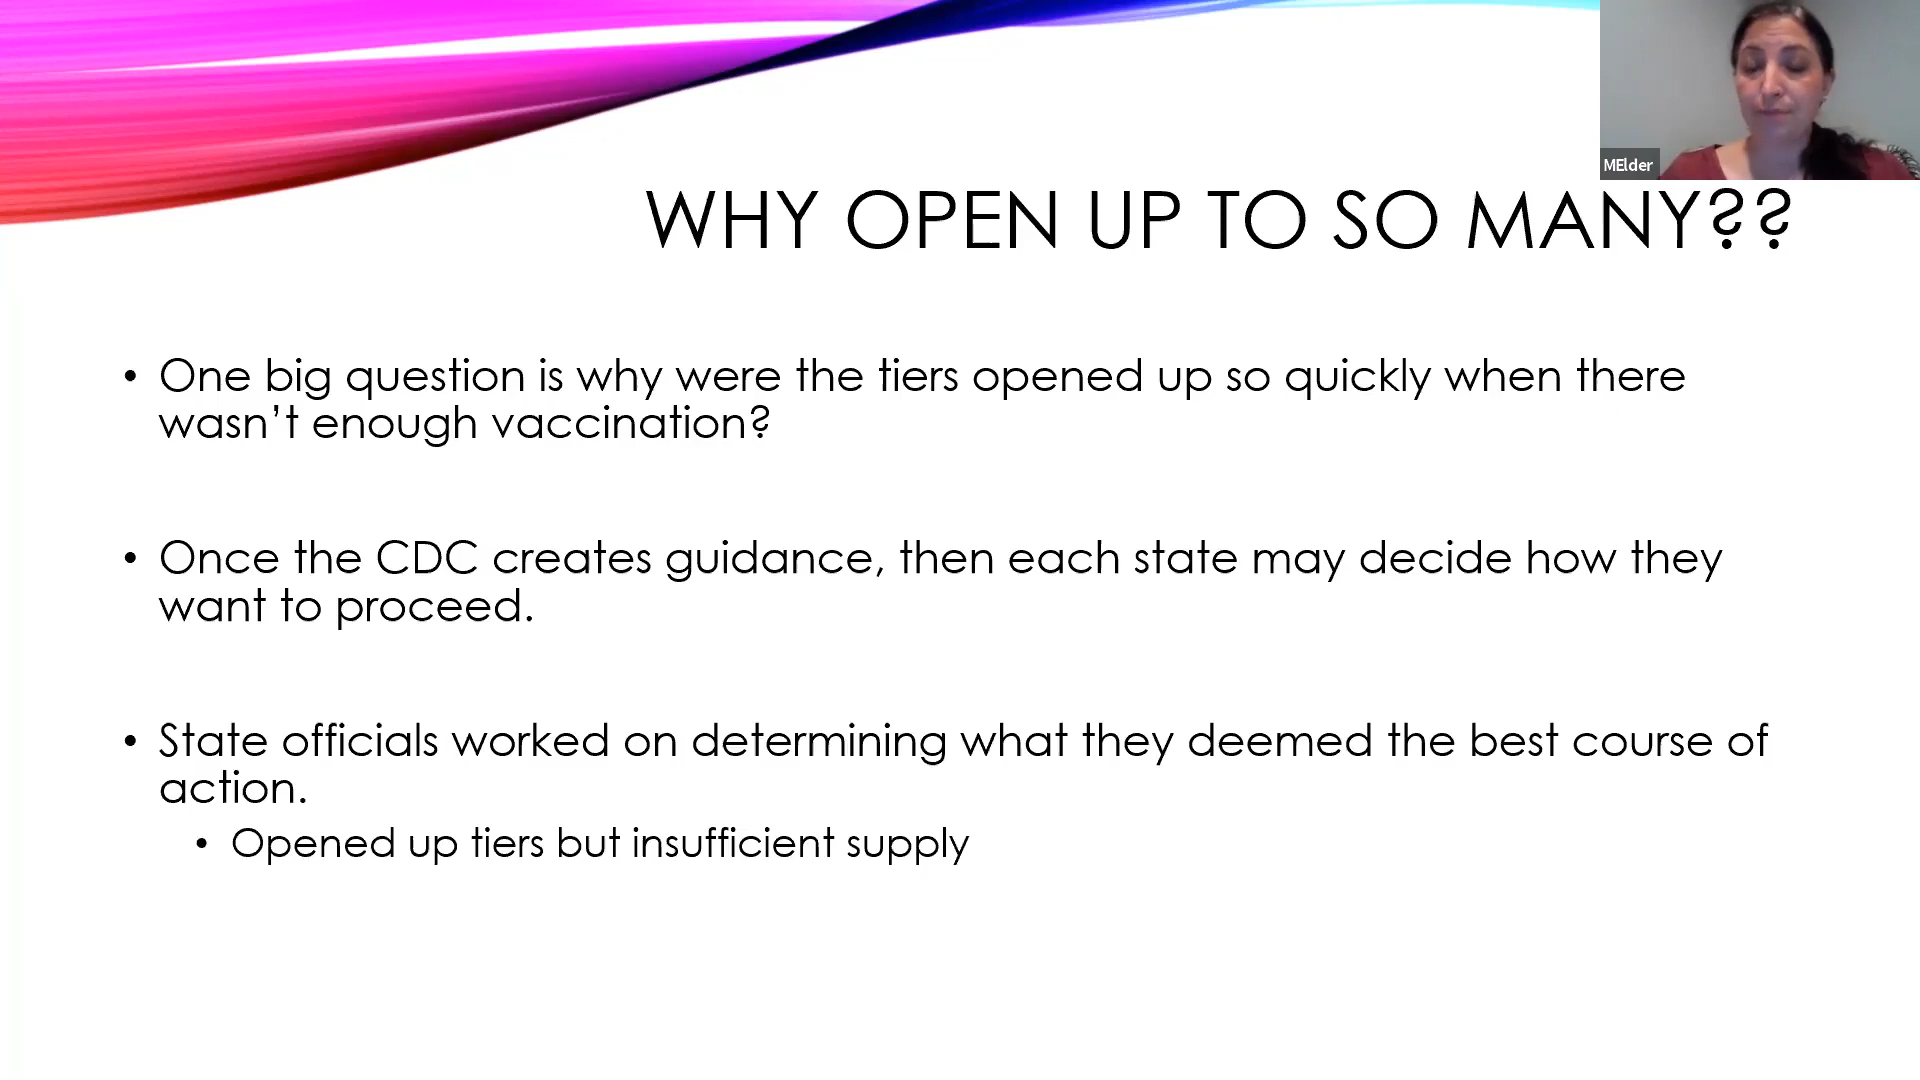 MElder
WHY OPEN UP TO SO MANY??
• One big question is why were the tiers opened up so quickly when there
wasn’t enough vaccination?
• Once the CDC creates guidance, then each state may decide how they
want to proceed.
• State officials worked on determining what they deemed the best course of
action.
• Opened up tiers but insufficient supply